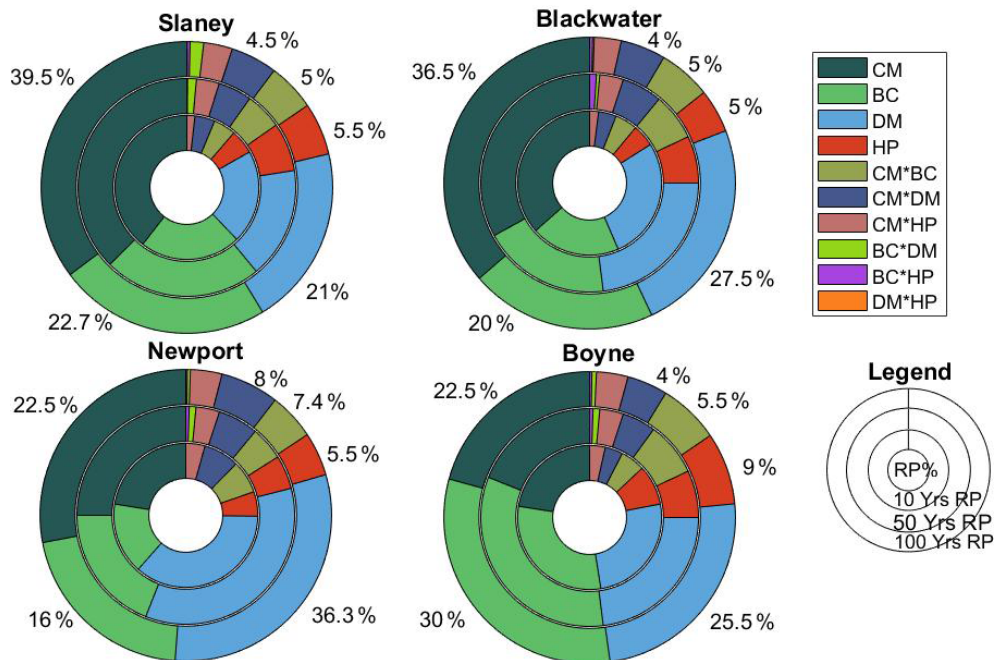 Slaney
39.5 %
4.5 %
5 %
5.5 %
21%
22.7 %
Blackwater
36.5 %
4 %
5 %
5 %
27.5 %
20 %
CM
BC
DM
HP
CM*BC
CM*DM
CM*HP
BC*DM
BC*HP
DM*HP
Newport
22.5 %
8 %
7.4 %
5.5 %
36.3 %
16 %
Boyne
22.5 %
4 %
5.5 %
9 %
25.5 %
30 %
Legend
RP%
10 Yrs RP
50 Yrs RP
100 Yrs RP